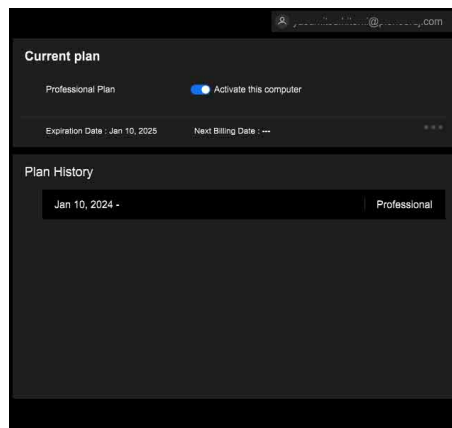 .com
Current plan
Professional Plan
Activate this computer
Expiration Date : Jan 10, 2025
Next Billing Date : ---
Plan History
Jan 10, 2024 -
Professional